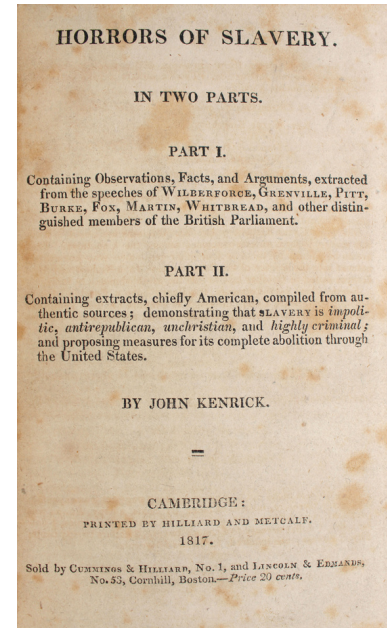 HORRORS OF SLAVERY.
IN TWO PARTS.
PART I.
Containing Observations, Facts, and Arguments, extracted
from the speeches of WILBERFORCE, GRENVILLE, PITT,
BURKE, FOX, MARTIN, WHITBREAD, and other distin-
guished members of the British Parliament.
PART II.
Containing extracts, chiefly American, compiled from au-
thentic sources; demonstrating that SLAVERY is impoli-
tic, antirepublican, unchristian, and highly criminal;
and proposing measures for its complete abolition through
the United States.
BY JOHN KENRICK.
CAMBRIDGE:
PRINTED BY HILLIARD AND METCALF.
1817.
Sold by CUMMINGS & HILLIARD, No. 1, and LINCOLN & EDMANDS,
No. 53, Cornhill, Boston.—Price 20 cents.